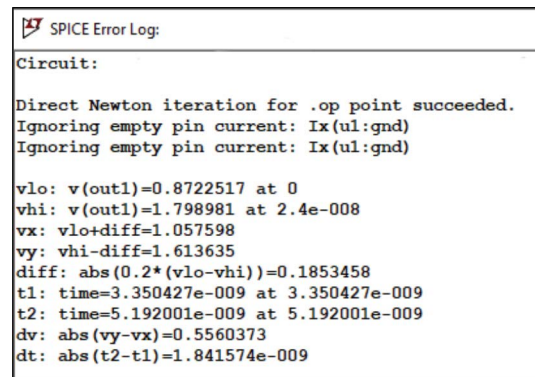 SPICE Error Log:
Circuit:
Direct Newton iteration for .op point succeeded.
Ignoring empty pin current: Ix(u1:gnd)
Ignoring empty pin current: Ix(u1:gnd)
vlo: v(out1)=0.8722517 at 0
vhi: v(out1)=1.798981 at 2.4e-008
vx: vlo+diff=1.057598
vy: vhi-diff=1.613635
diff: abs(0.2*(vlo-vhi))=0.1853458
t1: time=3.350427e-009 at 3.350427e-009
t2: time=5.192001e-009 at 5.192001e-009
dv: abs(vy-vx)=0.5560373
dt: abs(t2-t1)=1.841574e-009